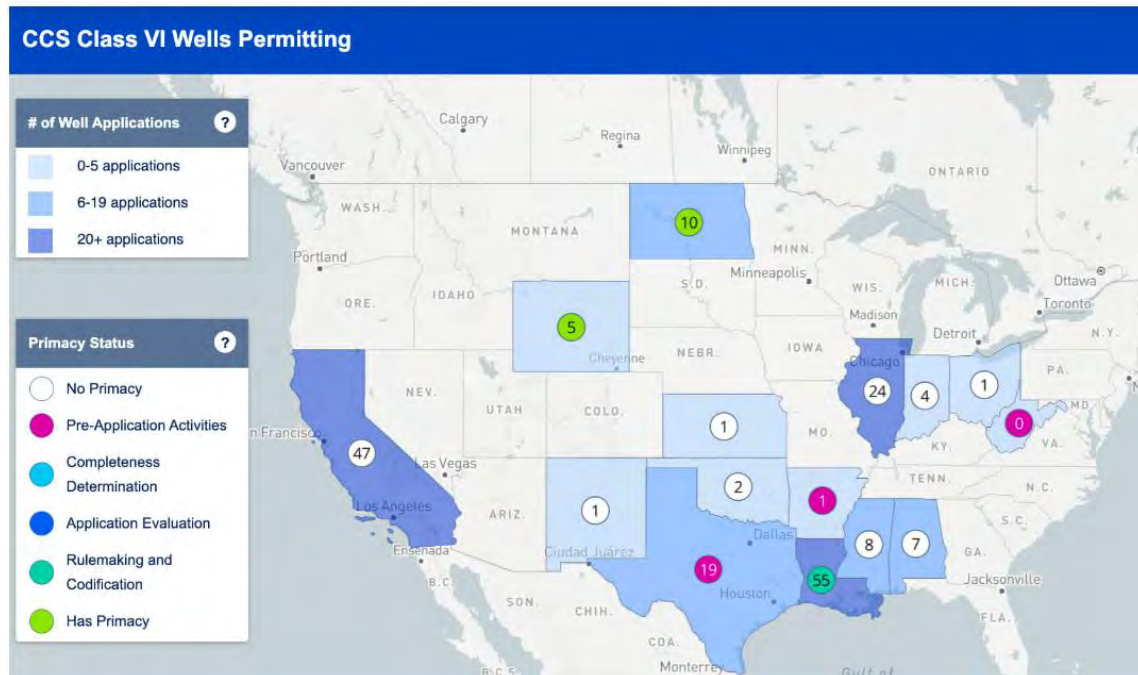 CCS Class VI Wells Permitting
# of Well Applications ?
0-5 applications
6-19 applications
20+ applications
Primacy Status ?
No Primacy
Pre-Application Activities
Completeness
Determination
Application Evaluation
Rulemaking and
Codification
Has Primacy
Calgary
Regina
Winnipeg
Vancouver
ONTARIO
WASH.
MONTANA
10
MINN.
Portland
Minneapolis
Ottawa
ORE.
IDAHO
S.D.
WIS.
MICH.
Toronto
5
Madison
Detroit
N.Y.
Cheyenne
NEBR.
IOWA
Chicago
PA.
NEV.
UTAH
COLO.
24
4
1
MD.
n Francisco
47
1
MO.
KY.
0
VA.
Las Vegas
2
TENN.
N.C.
Los Angeles
ARIZ.
1
1
S.C.
Ensenada
Ciudad Juárez
Dallas
8
7
GA.
B.C.
19
55
Jacksonville
SON.
CHIH.
Houston
FLA.
COA.
B.C.S.
Monterrey
Gulf of